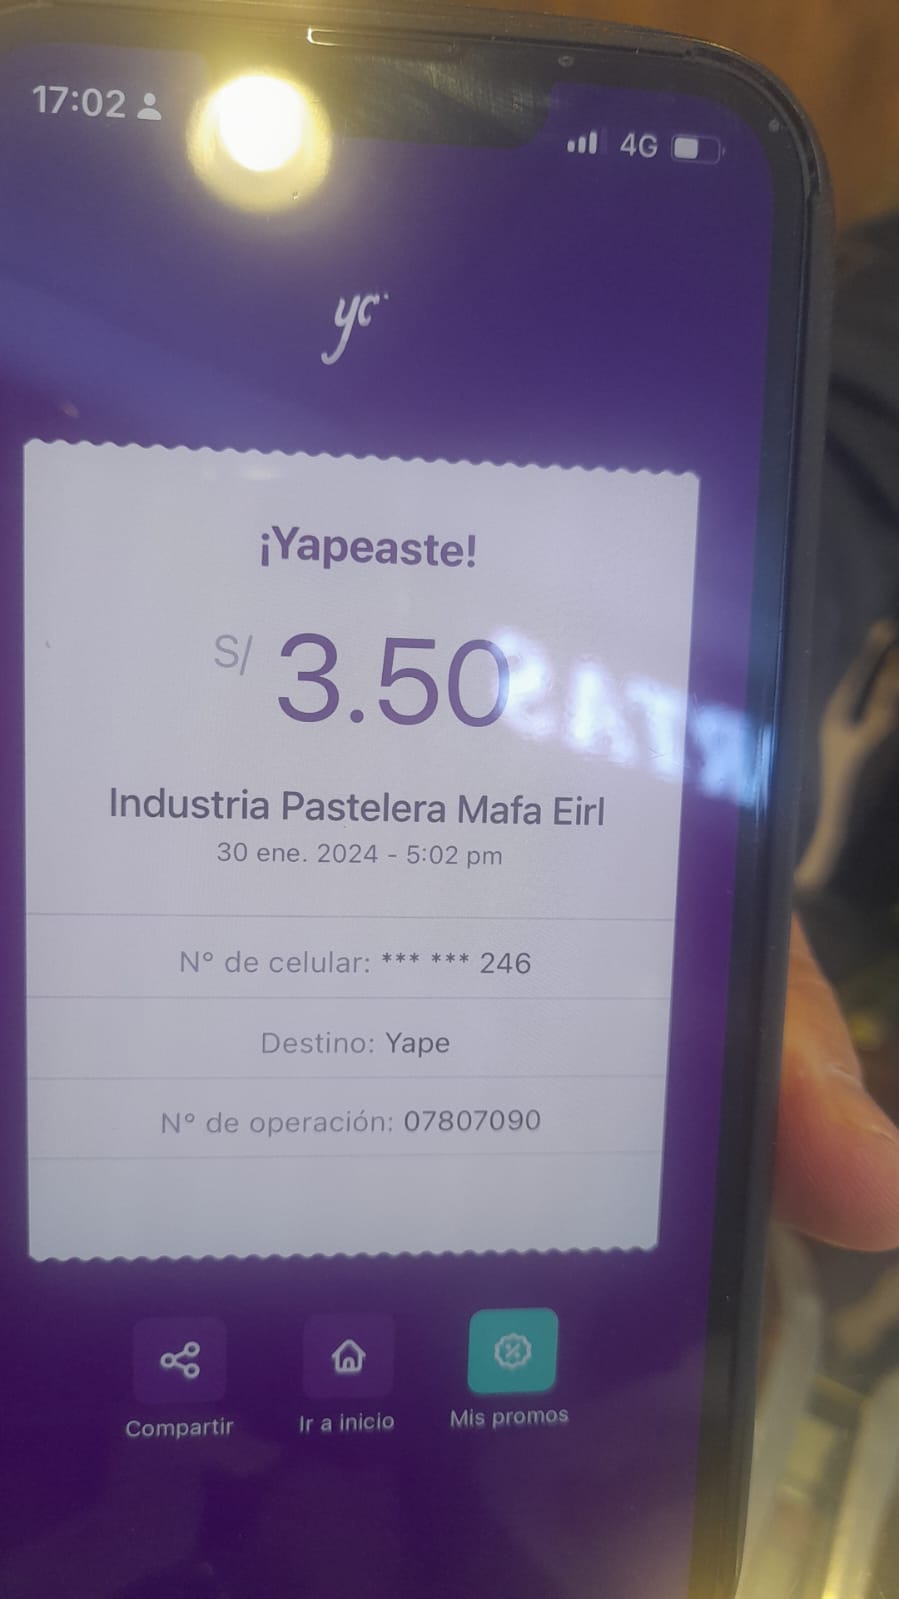 17:02
4G
¡Yapeaste!
S/ 3.50
Industria Pastelera Mafa Eirl
30 ene. 2024 - 5:02 pm
N° de celular: *** *** 246
Destino: Yape
N° de operación: 07807090
Compartir
Ir a inicio
Mis promos